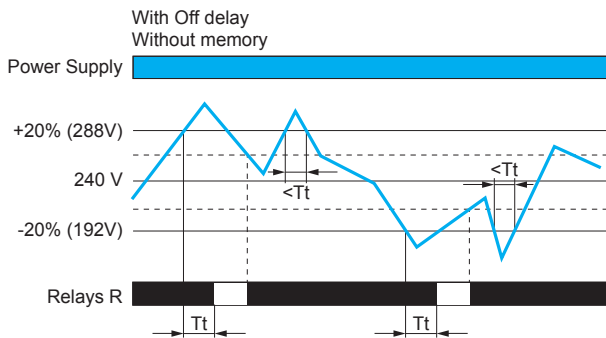 With Off delay
Without memory
Power Supply
+20% (288V)
<Tt
240 V
<Tt
-20% (192V)
Relays R
Tt
Tt